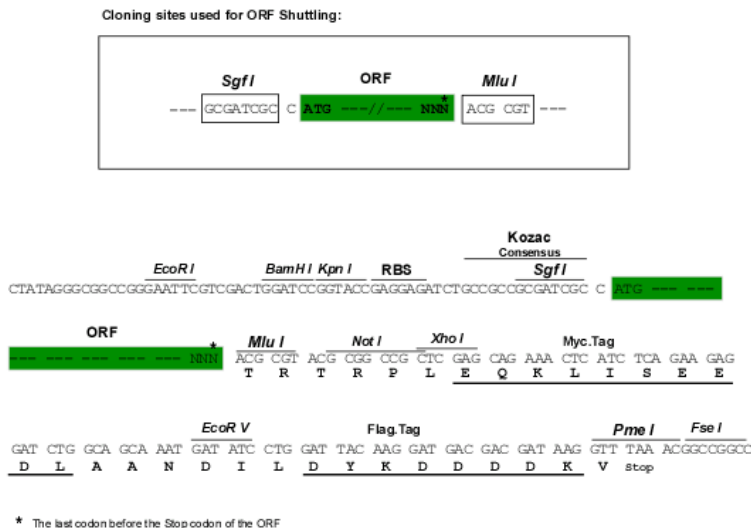 Cloning sites used for ORF Shuttling:
Sgf I ORF Mlu I
*
--- GCGATCGC C ATG ---//--- NNN ACG CGT ---
Kozac
Consensus
EcoR I BamH I Kpn I RBS Sgf I
CTATAGGGCGGCCGGGAATTCGTCGACTGGATCCGGTACCGAGGAGATCTGCCGCCGCGATCGC C ATG --- ---
ORF * Mlu I Not I Xho I Myc.Tag
--- --- --- --- --- NNN ACG CGT ACG CGG CCG CTC GAG CAG AAA CTC ATC TCA GAA GAG
T R T R P L E Q K L I S E E
EcoR V Flag.Tag Pme I Fse I
GAT CTG GCA GCA AAT GAT ATC CTG GAT TAC AAG GAT GAC GAC GAT AAG GTT TAA ACGGCCGGCC
D L A A N D I L D Y K D D D D K V Stop
* The last codon before the Stop codon of the ORF